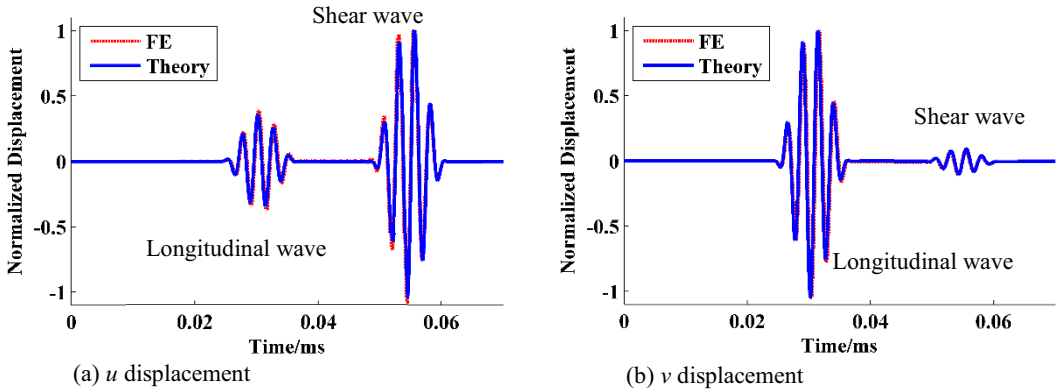 Shear wave
1
FE
Theory
0.5
0
-0.5
-1
Normalized Displacement
Longitudinal wave
0
0.02
0.04
0.06
Time/ms
(a) u displacement
1
FE
Theory
0.5
0
-0.5
-1
Normalized Displacement
Shear wave
Longitudinal wave
0
0.02
0.04
0.06
Time/ms
(b) v displacement